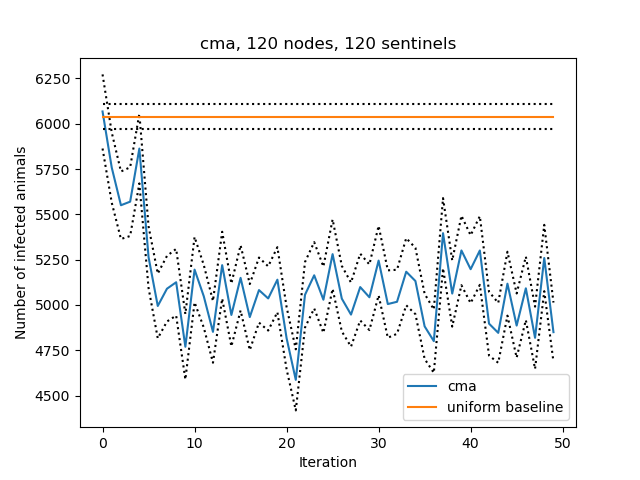 cma, 120 nodes, 120 sentinels
Number of infected animals
6250
6000
5750
5500
5250
5000
4750
4500
0
10
20
30
40
50
Iteration
cma
uniform baseline